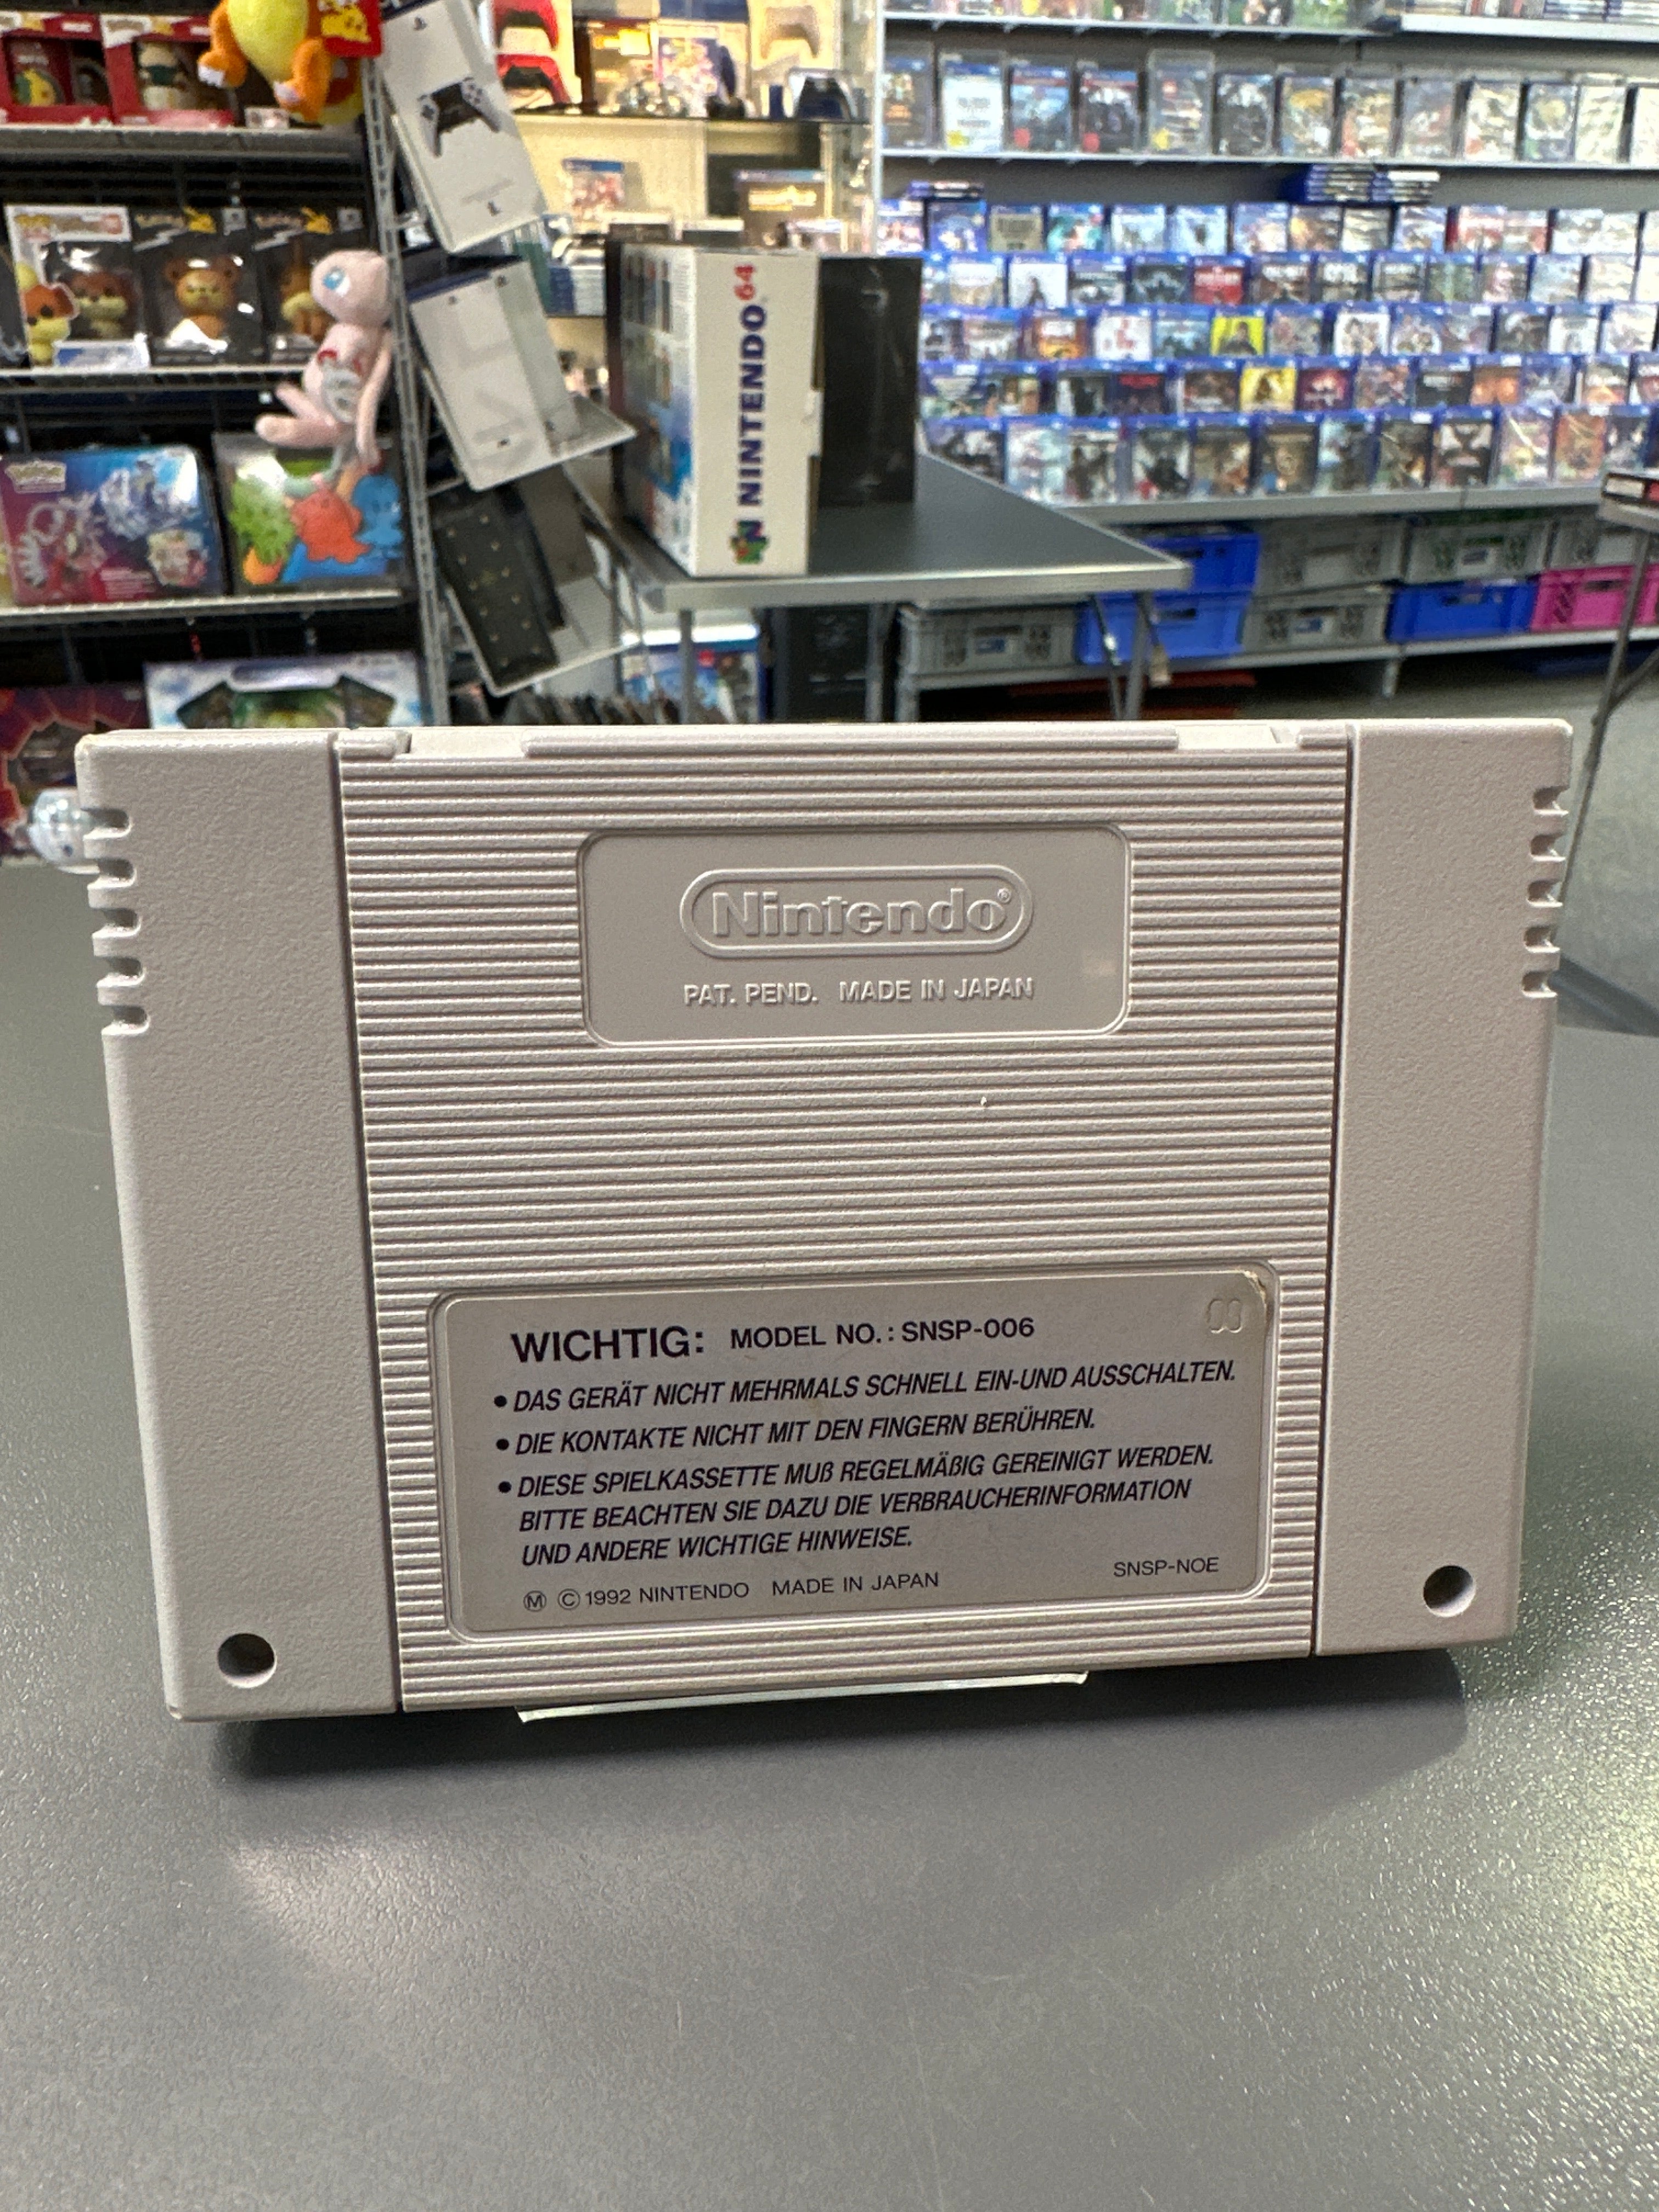 NINTENDO 64
Nintendo®
PAT. PEND. MADE IN JAPAN
WICHTIG: MODEL NO.: SNSP-006
• DAS GERÄT NICHT MEHRMALS SCHNELL EIN-UND AUSSCHALTEN.
• DIE KONTAKTE NICHT MIT DEN FINGERN BERÜHREN.
• DIESE SPIELKASSETTE MUß REGELMÄßIG GEREINIGT WERDEN.
BITTE BEACHTEN SIE DAZU DIE VERBRAUCHERINFORMATION
UND ANDERE WICHTIGE HINWEISE.
Ⓜ © 1992 NINTENDO MADE IN JAPAN SNSP-NOE